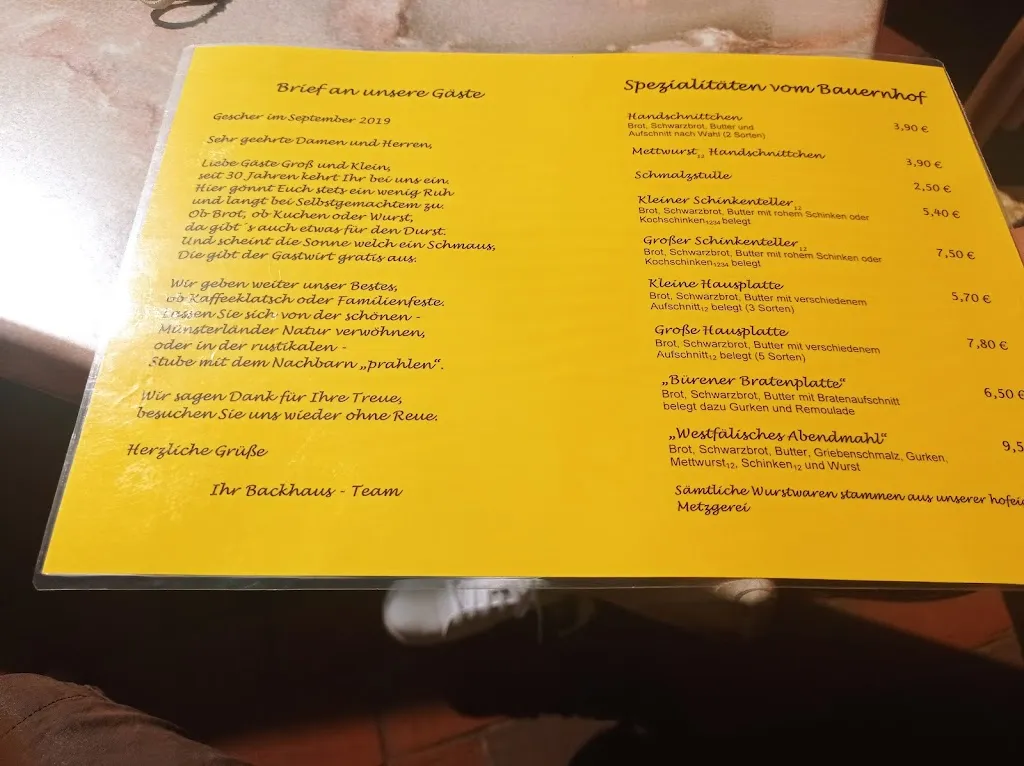 Brief an unsere Gäste
Gescher im September 2019
Sehr geehrte Damen und Herren,
Liebe Gäste Groß und Klein,
seit 30 Jahren kehrt Ihr bei uns ein.
Hier gönnt Euch stets ein wenig Ruh
und langt bei Selbstgemachtem zu.
Ob Brot, ob Kuchen oder Wurst,
da gibt´s auch etwas für den Durst.
Und scheint die Sonne welch ein Schmaus,
Die gibt der Gastwirt gratis aus.
Wir geben weiter unser Bestes,
ob Kaffeeklatsch oder Familienfeste.
Lassen Sie sich von der schönen -
Münsterländer Natur verwöhnen,
oder in der rustikalen -
Stube mit dem Nachbarn „prahlen“.
Wir sagen Dank für Ihre Treue,
besuchen Sie uns wieder ohne Reue.
Herzliche Grüße
Ihr Backhaus - Team
Spezialitäten vom Bauernhof
Handschnittchen
Brot, Schwarzbrot, Butter und
Aufschnitt nach Wahl (2 Sorten) 3,90 €
Mettwurst12 Handschnittchen 3,90 €
Schmalzstulle 2,50 €
Kleiner Schinkenteller12
Brot, Schwarzbrot, Butter mit rohem Schinken oder 5,40 €
Kochschinken1234 belegt
Großer Schinkenteller12
Brot, Schwarzbrot, Butter mit rohem Schinken oder 7,50 €
Kochschinken1234 belegt
Kleine Hausplatte
Brot, Schwarzbrot, Butter mit verschiedenem 5,70 €
Aufschnitt12 belegt (3 Sorten)
Große Hausplatte
Brot, Schwarzbrot, Butter mit verschiedenem 7,80 €
Aufschnitt12 belegt (5 Sorten)
„Bürener Bratenplatte“
Brot, Schwarzbrot, Butter mit Bratenaufschnitt 6,50 €
belegt dazu Gurken und Remoulade
„Westfälisches Abendmahl“
Brot, Schwarzbrot, Butter, Griebenschmalz, Gurken, 9,5
Mettwurst12, Schinken12 und Wurst
Sämtliche Wurstwaren stammen aus unserer hofei
Metzgerei